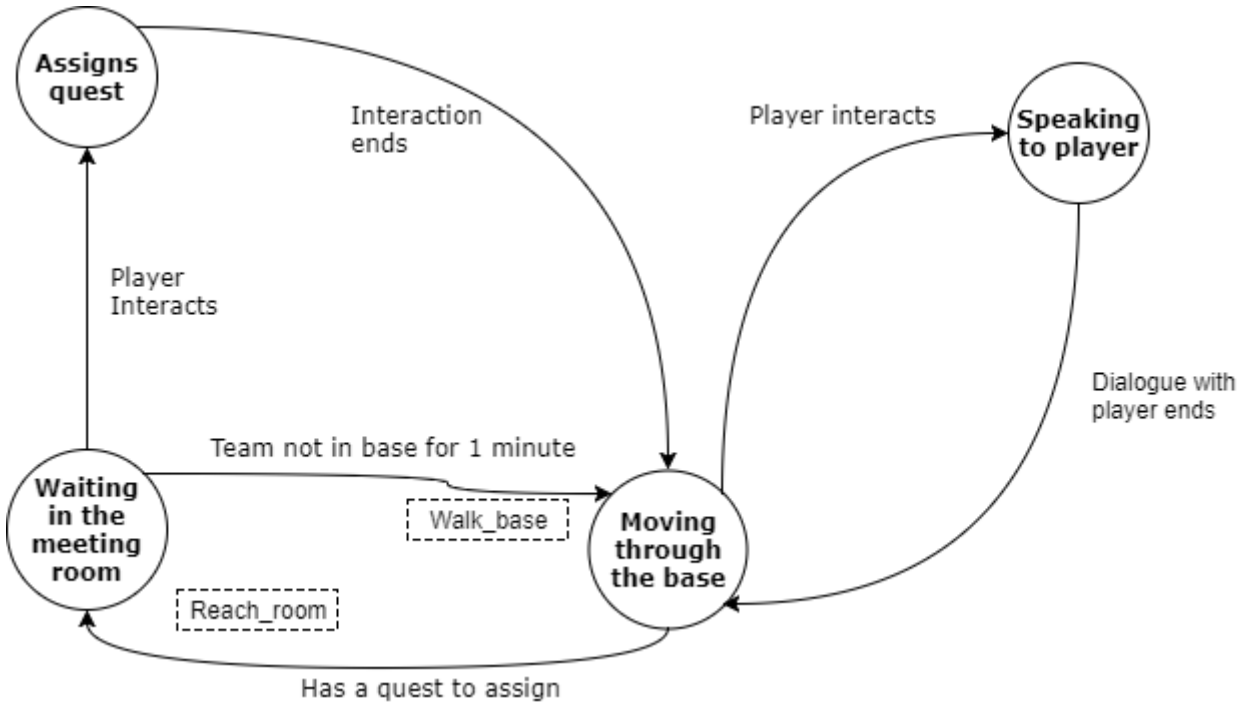 Assigns
quest
Interaction
ends
Player interacts
Speaking
to player
Player
Interacts
Dialogue with
player ends
Team not in base for 1 minute
Waiting
in the
meeting
room
Walk_base
Moving
through
the base
Reach_room
Has a quest to assign